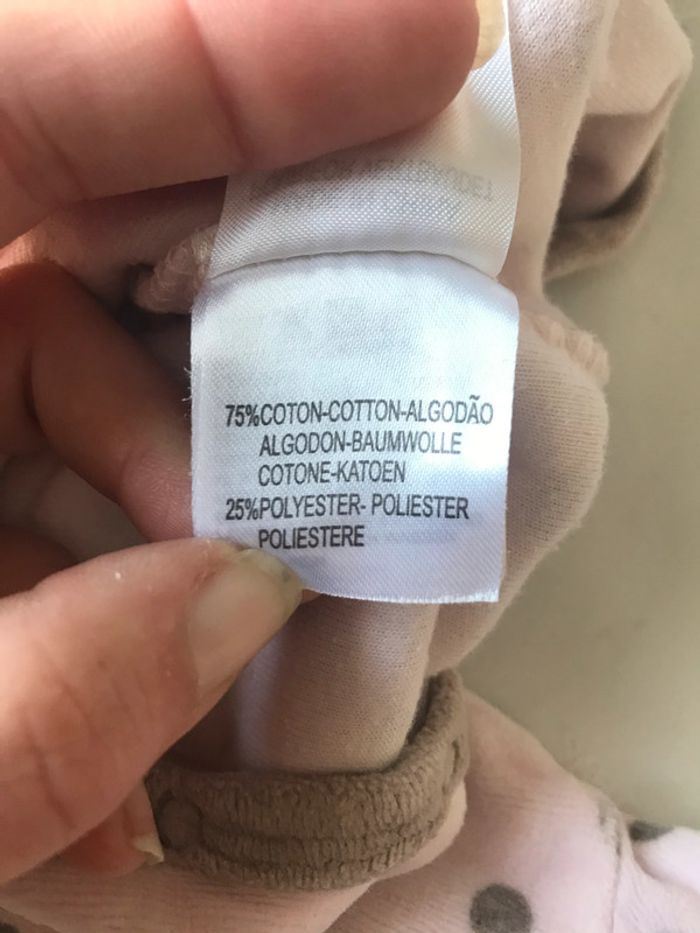 75%COTON-COTTON-ALGODÃO
ALGODON-BAUMWOLLE
COTONE-KATOEN
25%POLYESTER- POLIESTER
POLIESTERE